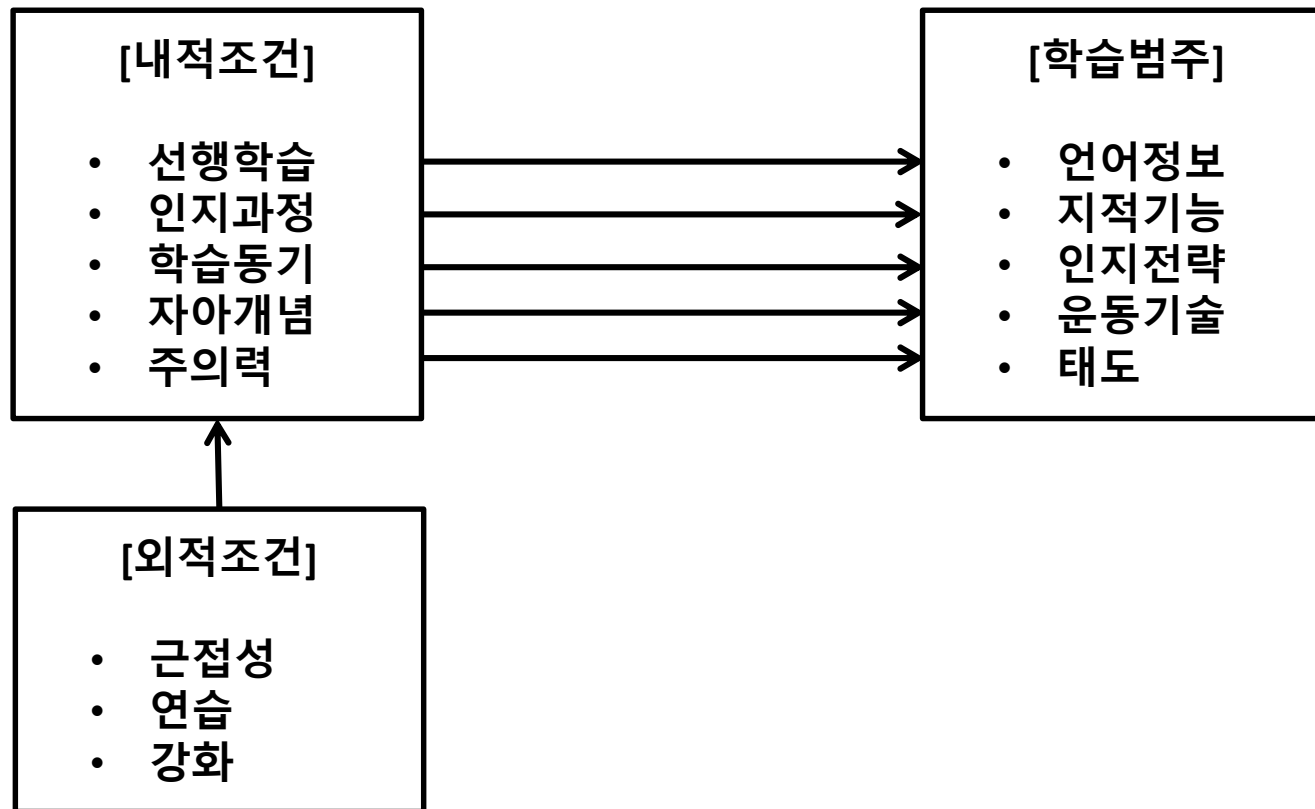 [내적조건]
• 선행학습
• 인지과정
• 학습동기
• 자아개념
• 주의력
[학습범주]
• 언어정보
• 지적기능
• 인지전략
• 운동기술
• 태도
[외적조건]
• 근접성
• 연습
• 강화